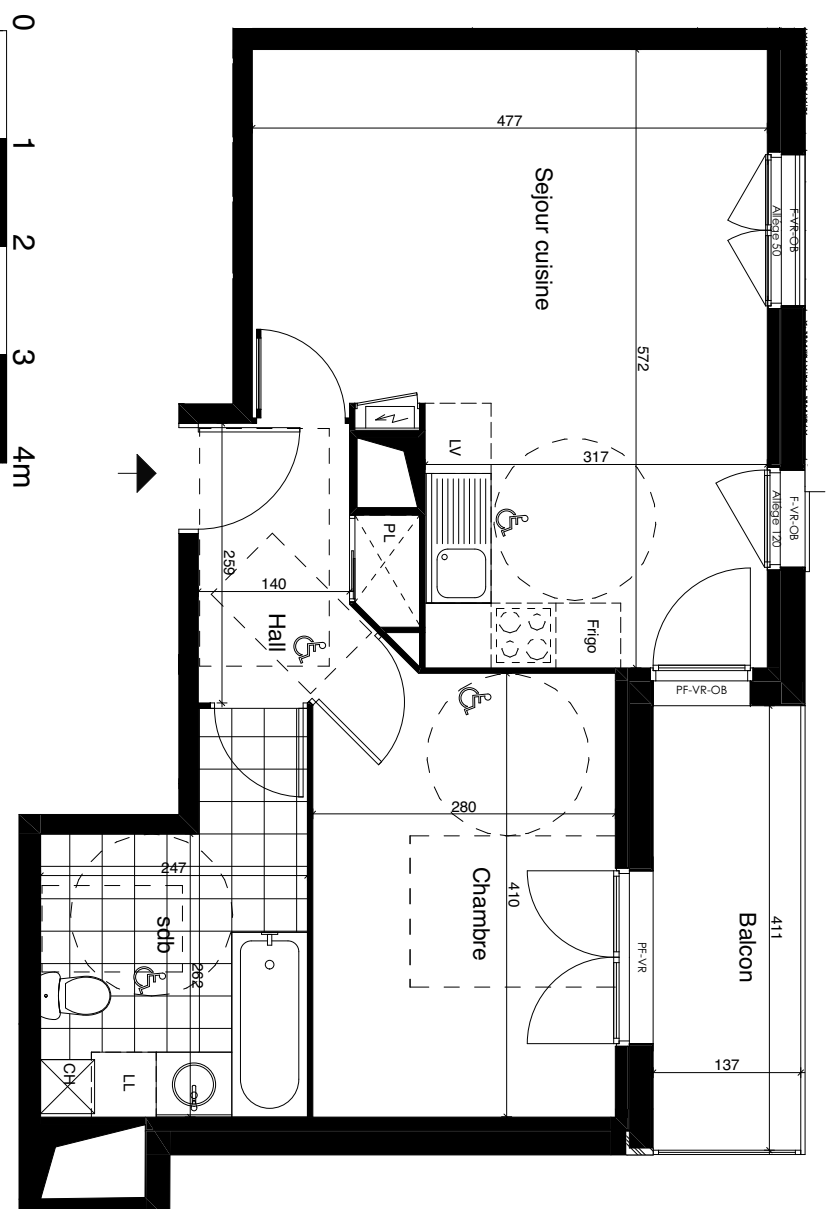 0
1
2
3
4m
477
Sejour cuisine
F-VR-OB
Allège 50
572
LV
317
F-VR-OB
Allège 120
PL
259
140
Hall
Frigo
PF-VR-OB
280
Chambre
410
PF-VR
Balcon
411
137
247
sdb
262
CH
LL